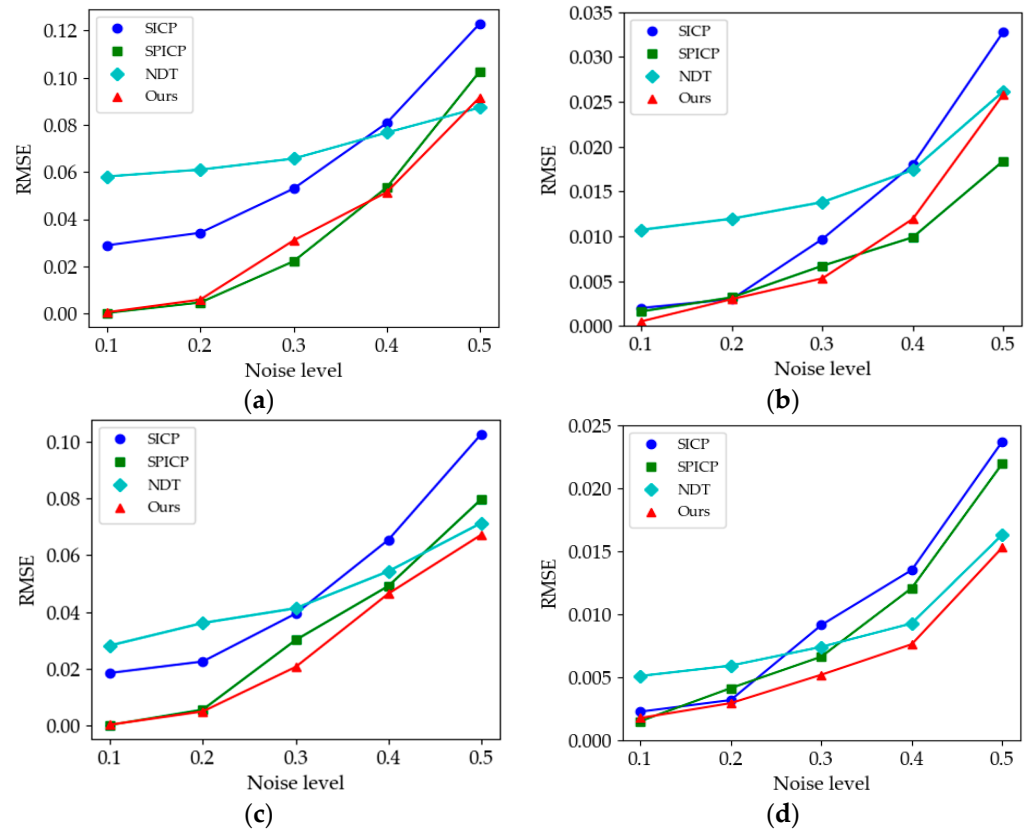 0.12
0.10
0.08
0.06
0.04
0.02
0.00
RMSE
SICP
SPICP
NDT
Ours
0.1 0.2 0.3 0.4 0.5
Noise level
(a)
0.035
0.030
0.025
0.020
0.015
0.010
0.005
0.000
RMSE
SICP
SPICP
NDT
Ours
0.1 0.2 0.3 0.4 0.5
Noise level
(b)
0.10
0.08
0.06
0.04
0.02
0.00
RMSE
SICP
SPICP
NDT
Ours
0.1 0.2 0.3 0.4 0.5
Noise level
(c)
0.025
0.020
0.015
0.010
0.005
0.000
RMSE
SICP
SPICP
NDT
Ours
0.1 0.2 0.3 0.4 0.5
Noise level
(d)